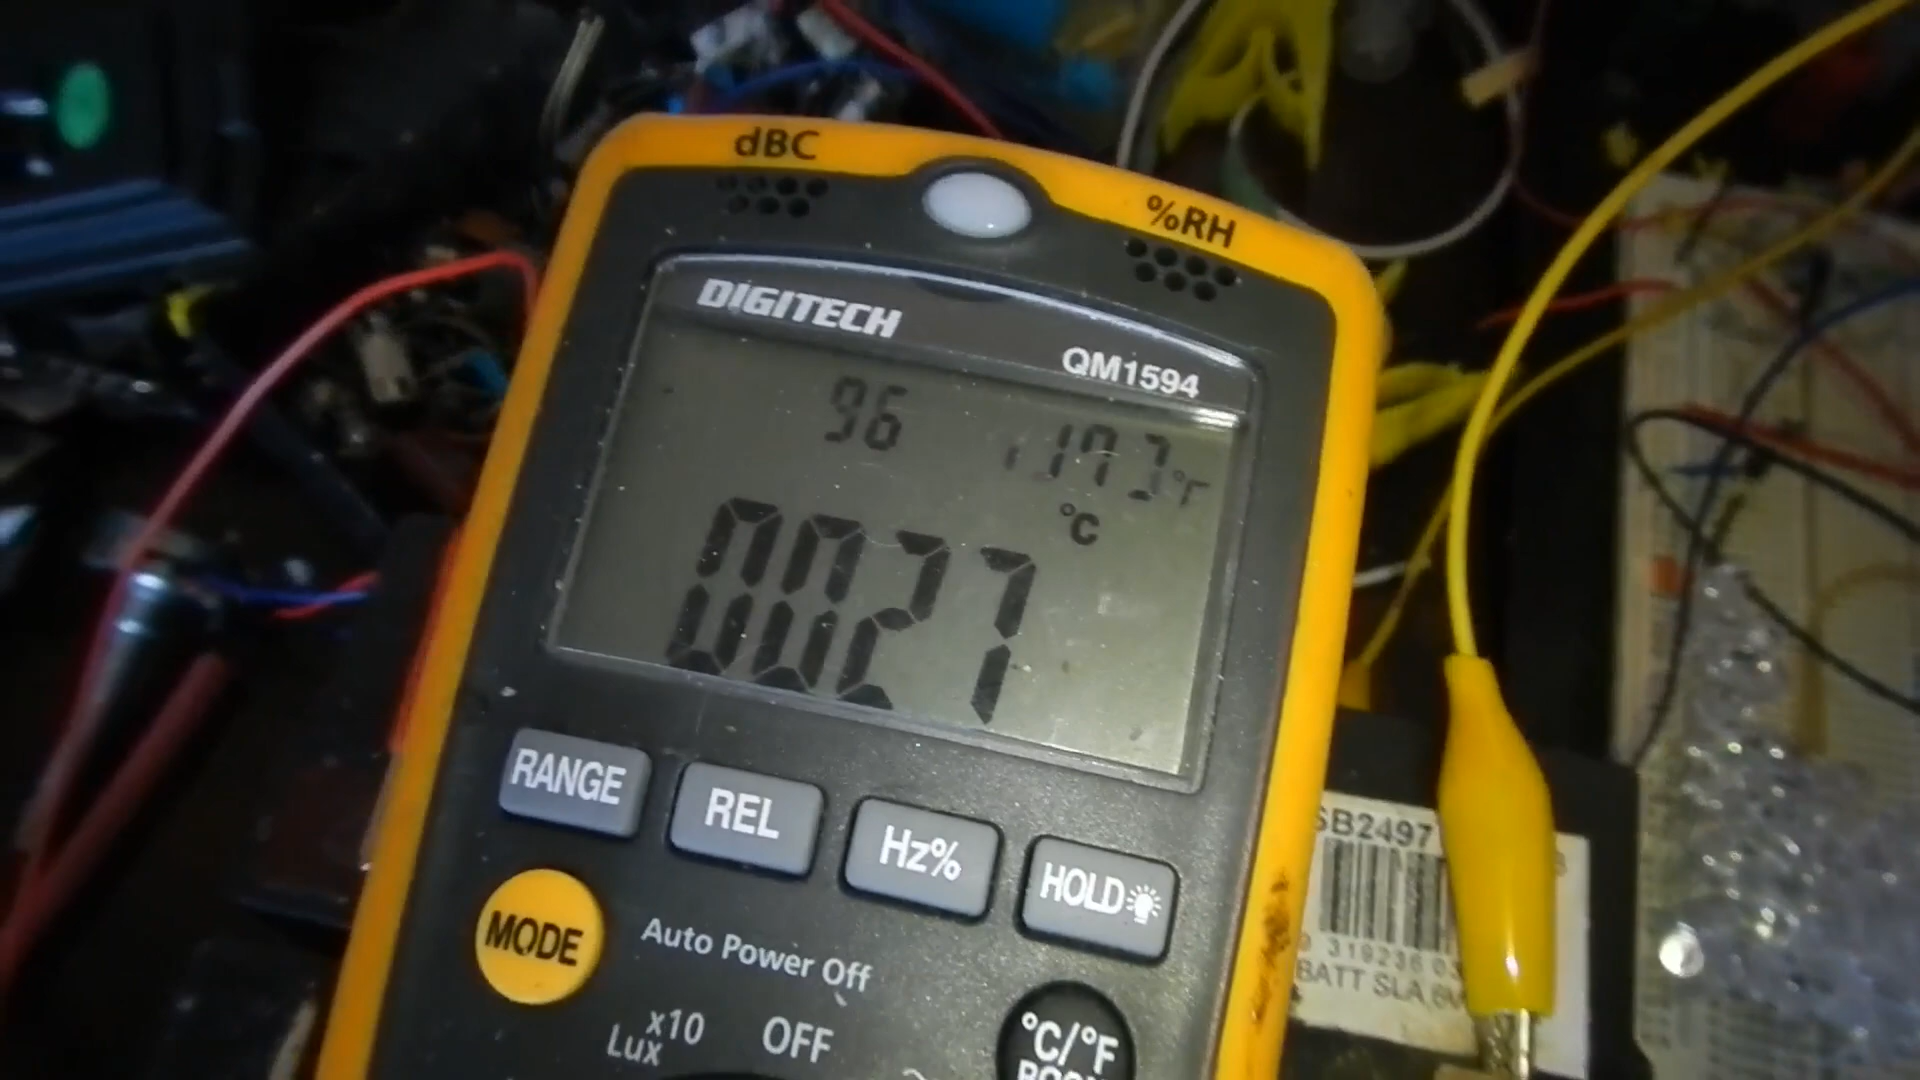 dBC
%RH
DIGITECH
QM1594
96
°F
°C
0027
RANGE
REL
Hz%
HOLD
MODE
Auto Power Off
x10
Lux
OFF
°C/°F
SB2497
BATT SLA,6V